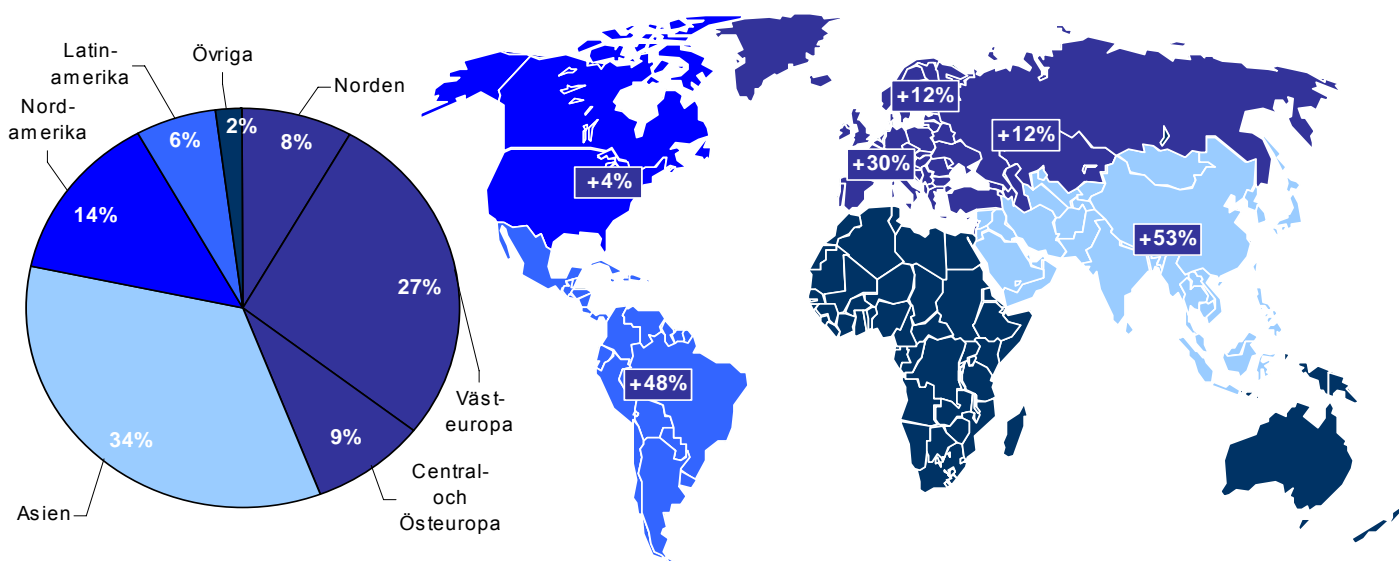 Latin-
amerika
Övriga
Norden
Nord-
amerika
6%
2%
8%
14%
27%
34%
9%
Väst-
europa
Central-
och
Östeuropa
Asien
+12%
+12%
+30%
+4%
+53%
+48%